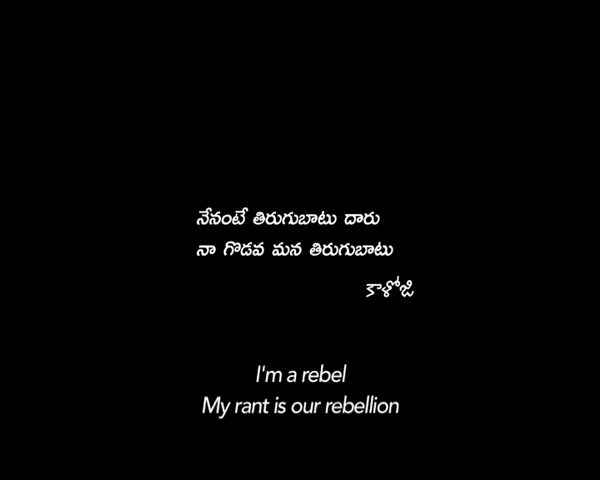 నేనంటే తిరుగుబాటు దారు
నా గొడవ మన తిరుగుబాటు
కాళోజి
I'm a rebel
My rant is our rebellion